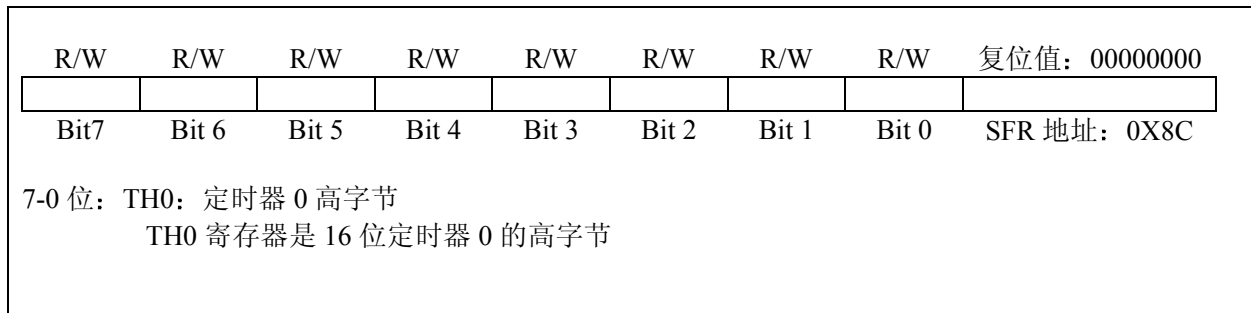 R/W R/W R/W R/W R/W R/W R/W R/W 复位值：00000000
Bit7 Bit 6 Bit 5 Bit 4 Bit 3 Bit 2 Bit 1 Bit 0 SFR 地址：0X8C
7-0 位：TH0：定时器 0 高字节
TH0 寄存器是 16 位定时器 0 的高字节